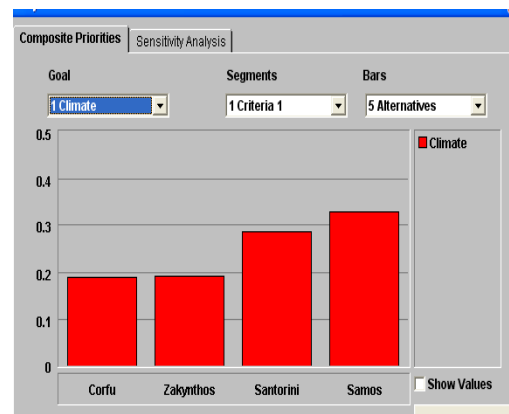 Composite Priorities Sensitivity Analysis
Goal Segments Bars
1 Climate 1 Criteria 1 5 Alternatives
0.5
Climate
0.4
0.3
0.2
0.1
0
Corfu Zakynthos Santorini Samos
Show Values